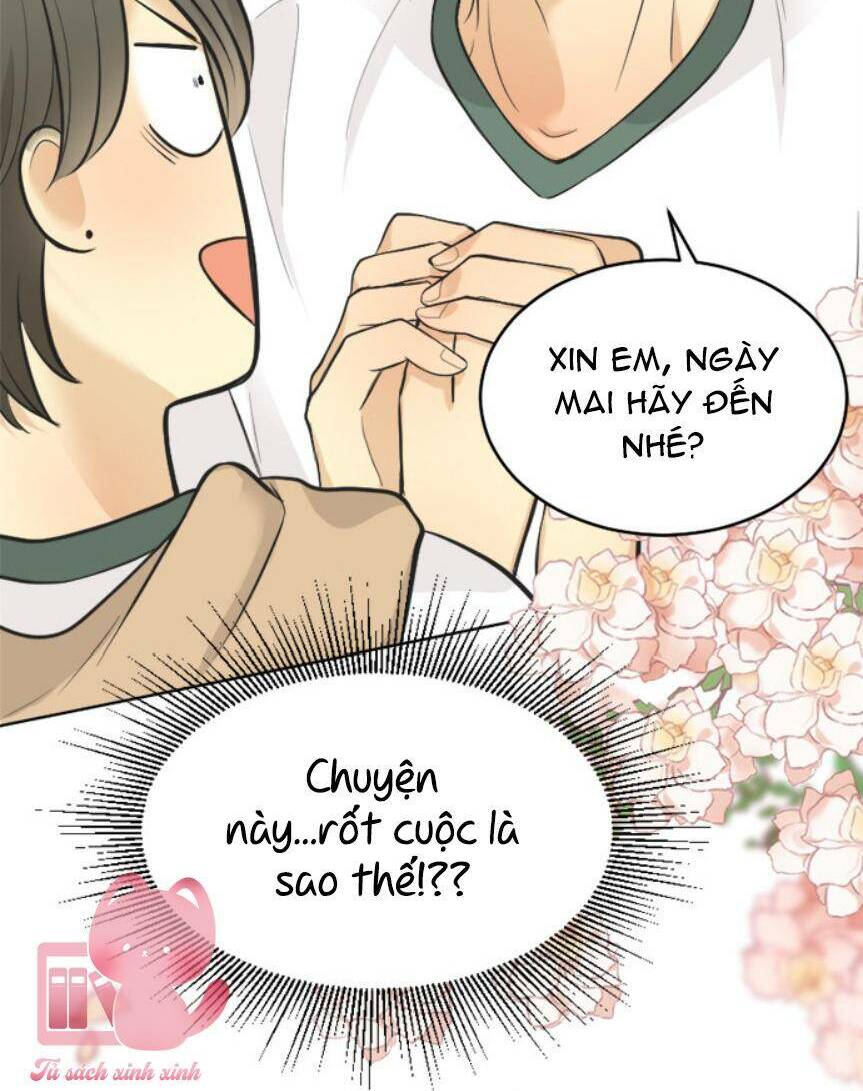 XIN EM, NGÀY
MAI HÃY ĐẾN
NHÉ?
Chuyện
này...rốt cuộc là
sao thế!??
Tủ sách xinh xinh